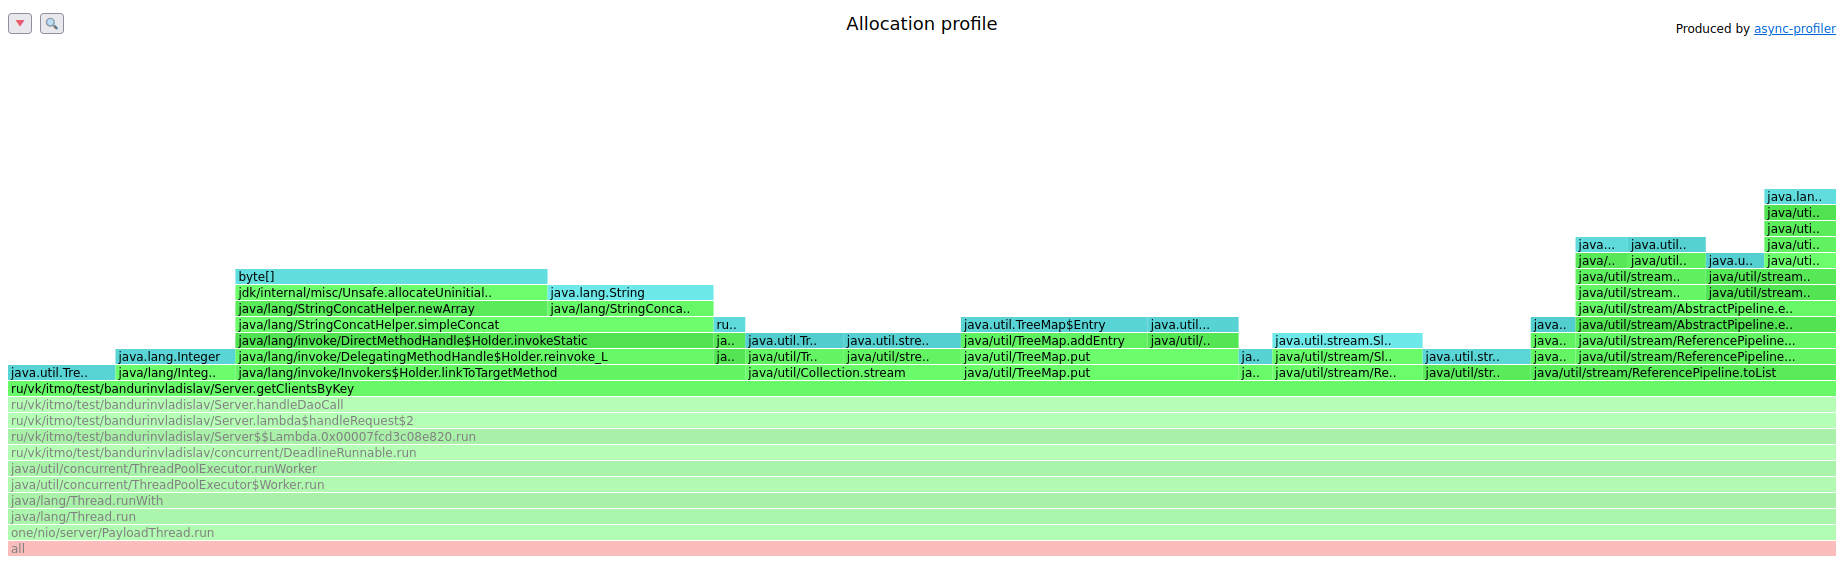 Allocation profile
Produced by async-profiler
java.lan..
java/uti..
java/uti..
java... java.util.. java/uti..
java/.. java/util.. java.u.. java/uti..
byte[] java/util/stream.. java/util/stream..
jdk/internal/misc/Unsafe.allocateUninitial.. java.lang.String java/util/stream.. java/util/stream..
java/lang/StringConcatHelper.newArray java/lang/StringConca.. java/util/stream/AbstractPipeline.e..
java/lang/StringConcatHelper.simpleConcat ru.. java.util.TreeMap$Entry java.util... java.. java/util/stream/AbstractPipeline.e..
java/lang/invoke/DirectMethodHandle$Holder.invokeStatic ja.. java.util.Tr.. java.util.stre.. java/util/TreeMap.addEntry java/util/.. java.util.stream.Sl.. java.. java/util/stream/ReferencePipeline...
java.lang.Integer java/lang/invoke/DelegatingMethodHandle$Holder.reinvoke_L ja.. java/util/Tr.. java/util/stre.. java/util/TreeMap.put ja.. java/util/stream/Sl.. java.util.str.. java.. java/util/stream/ReferencePipeline...
java.util.Tre.. java/lang/Integ.. java/lang/invoke/Invokers$Holder.linkToTargetMethod java/util/Collection.stream java/util/TreeMap.put ja.. java/util/stream/Re.. java/util/str.. java/util/stream/ReferencePipeline.toList
ru/vk/itmo/test/bandurinvladislav/Server.getClientsByKey
ru/vk/itmo/test/bandurinvladislav/Server.handleDaoCall
ru/vk/itmo/test/bandurinvladislav/Server.lambda$handleRequest$2
ru/vk/itmo/test/bandurinvladislav/Server$$Lambda.0x00007fcd3c08e820.run
ru/vk/itmo/test/bandurinvladislav/concurrent/DeadlineRunnable.run
java/util/concurrent/ThreadPoolExecutor.runWorker
java/util/concurrent/ThreadPoolExecutor$Worker.run
java/lang/Thread.runWith
java/lang/Thread.run
one/nio/server/PayloadThread.run
all